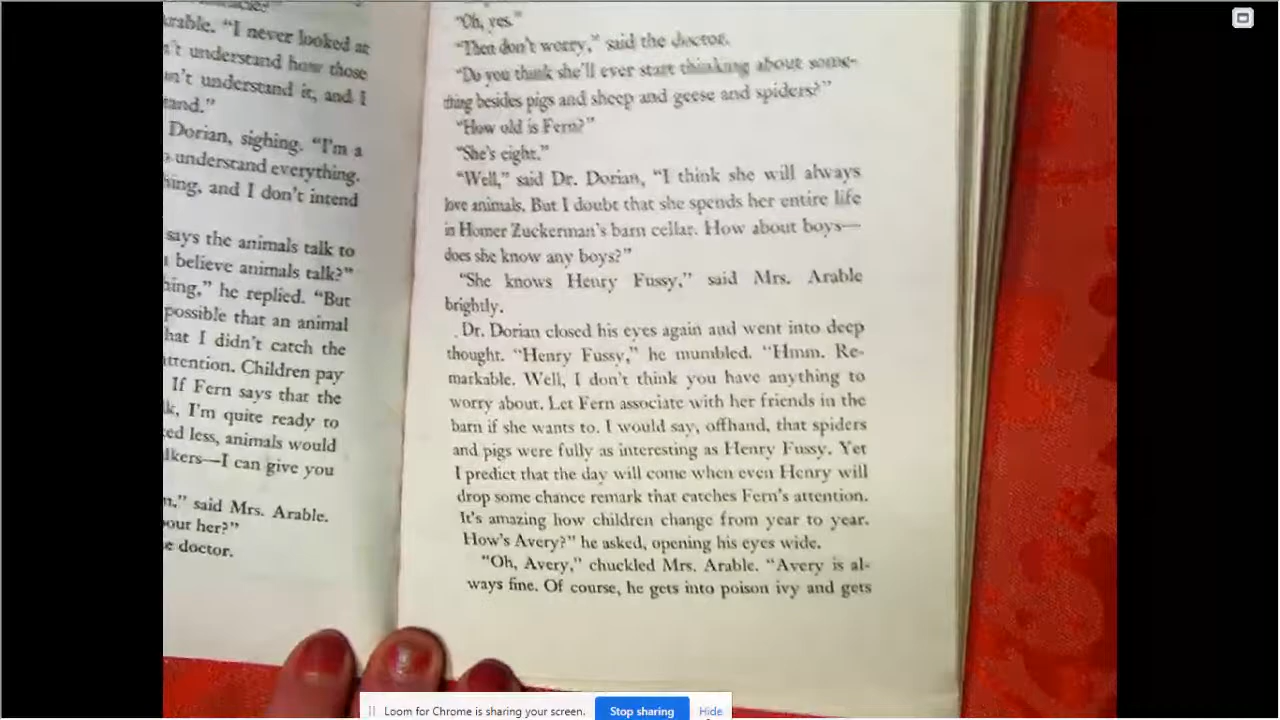 arable. "I never looked at
n't understand how those
n't understand it, and I
tand."
Dorian, sighing. "I'm a
o understand everything.
hing, and I don't intend
says the animals talk to
u believe animals talk?"
hing," he replied. "But
possible that an animal
hat I didn't catch the
attention. Children pay
If Fern says that the
lk, I'm quite ready to
ked less, animals would
alkers—I can give you
n," said Mrs. Arable.
bout her?"
e doctor.
"Oh, yes."
"Then don't worry," said the doctor.
"Do you think she'll ever start thinking about some-
thing besides pigs and sheep and geese and spiders?"
"How old is Fern?"
"She's eight."
"Well," said Dr. Dorian, "I think she will always
love animals. But I doubt that she spends her entire life
in Homer Zuckerman's barn cellar. How about boys—
does she know any boys?"
"She knows Henry Fussy," said Mrs. Arable
brightly.
Dr. Dorian closed his eyes again and went into deep
thought. "Henry Fussy," he mumbled. "Hmm. Re-
markable. Well, I don't think you have anything to
worry about. Let Fern associate with her friends in the
barn if she wants to. I would say, offhand, that spiders
and pigs were fully as interesting as Henry Fussy. Yet
I predict that the day will come when even Henry will
drop some chance remark that catches Fern's attention.
It's amazing how children change from year to year.
How's Avery?" he asked, opening his eyes wide.
"Oh, Avery," chuckled Mrs. Arable. "Avery is al-
ways fine. Of course, he gets into poison ivy and gets
Loom for Chrome is sharing your screen. Stop sharing Hide